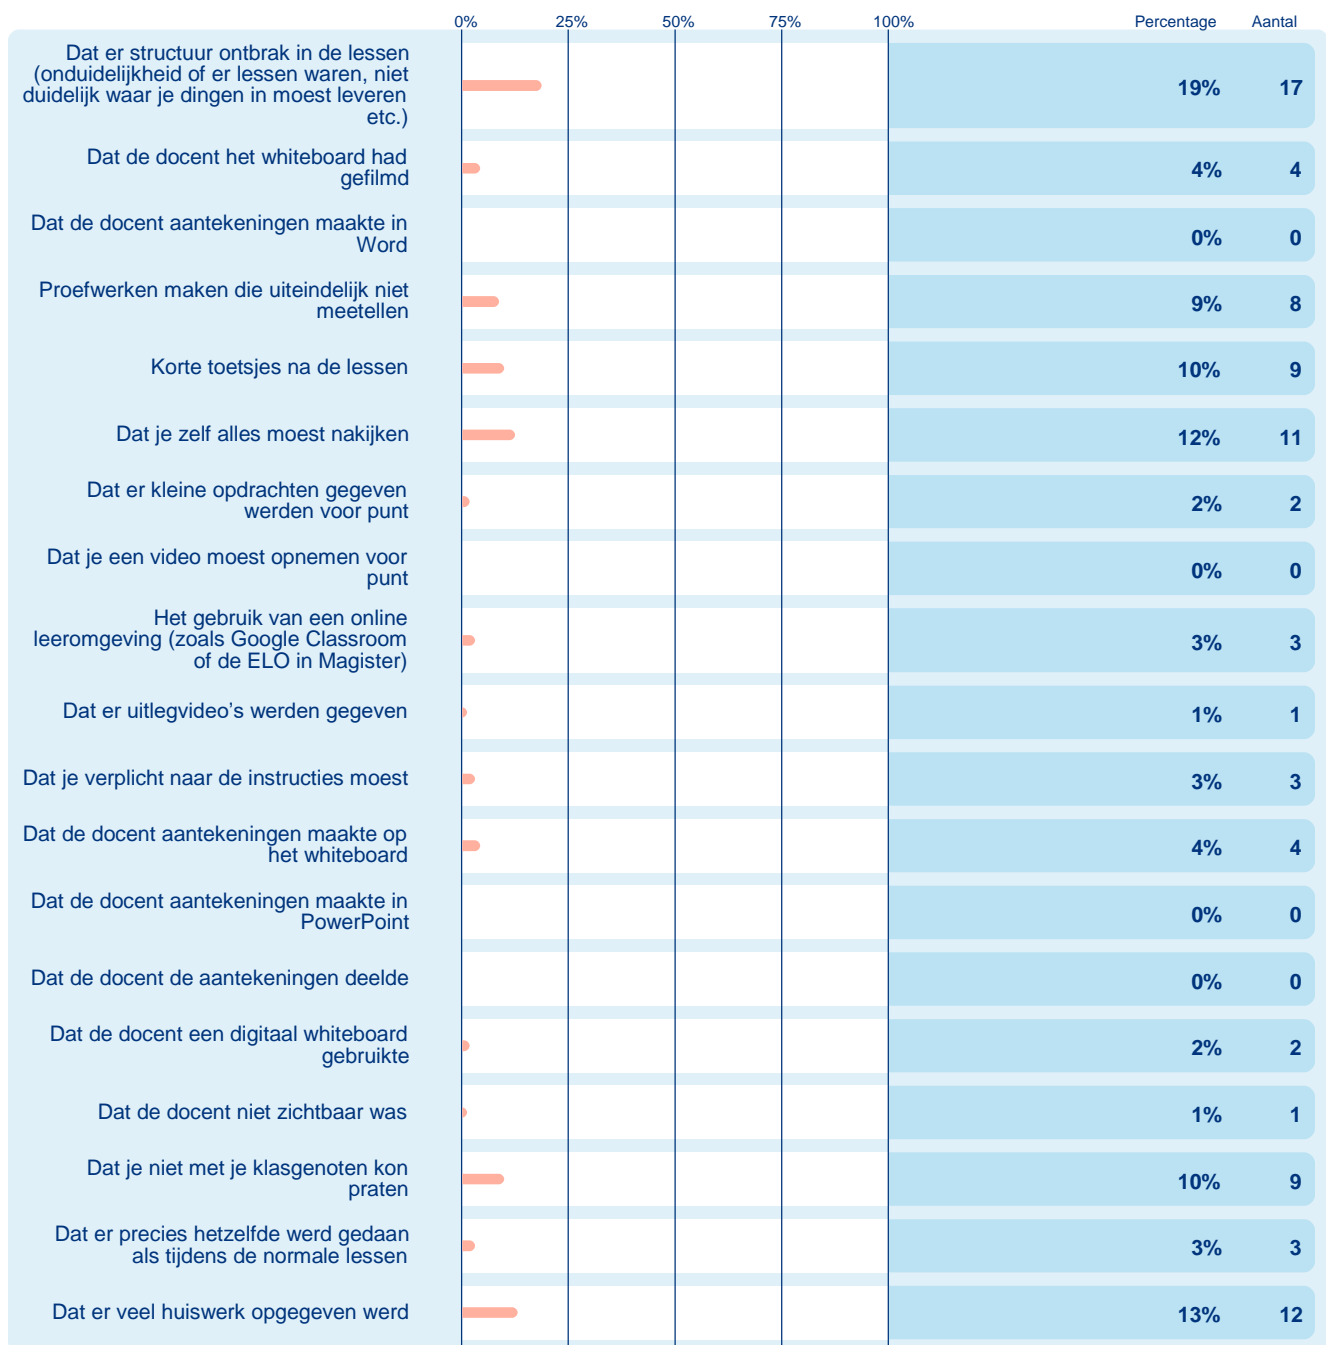 0% 25% 50% 75% 100% Percentage Aantal
Dat er structuur ontbrak in de lessen
(onduidelijkheid of er lessen waren, niet
duidelijk waar je dingen in moest leveren
etc.)
19% 17
Dat de docent het whiteboard had
gefilmd
4% 4
Dat de docent aantekeningen maakte in
Word
0% 0
Proefwerken maken die uiteindelijk niet
meetellen
9% 8
Korte toetsjes na de lessen
10% 9
Dat je zelf alles moest nakijken
12% 11
Dat er kleine opdrachten gegeven
werden voor punt
2% 2
Dat je een video moest opnemen voor
punt
0% 0
Het gebruik van een online
leeromgeving (zoals Google Classroom
of de ELO in Magister)
3% 3
Dat er uitlegvideo’s werden gegeven
1% 1
Dat je verplicht naar de instructies moest
3% 3
Dat de docent aantekeningen maakte op
het whiteboard
4% 4
Dat de docent aantekeningen maakte in
PowerPoint
0% 0
Dat de docent de aantekeningen deelde
0% 0
Dat de docent een digitaal whiteboard
gebruikte
2% 2
Dat de docent niet zichtbaar was
1% 1
Dat je niet met je klasgenoten kon
praten
10% 9
Dat er precies hetzelfde werd gedaan
als tijdens de normale lessen
3% 3
Dat er veel huiswerk opgegeven werd
13% 12